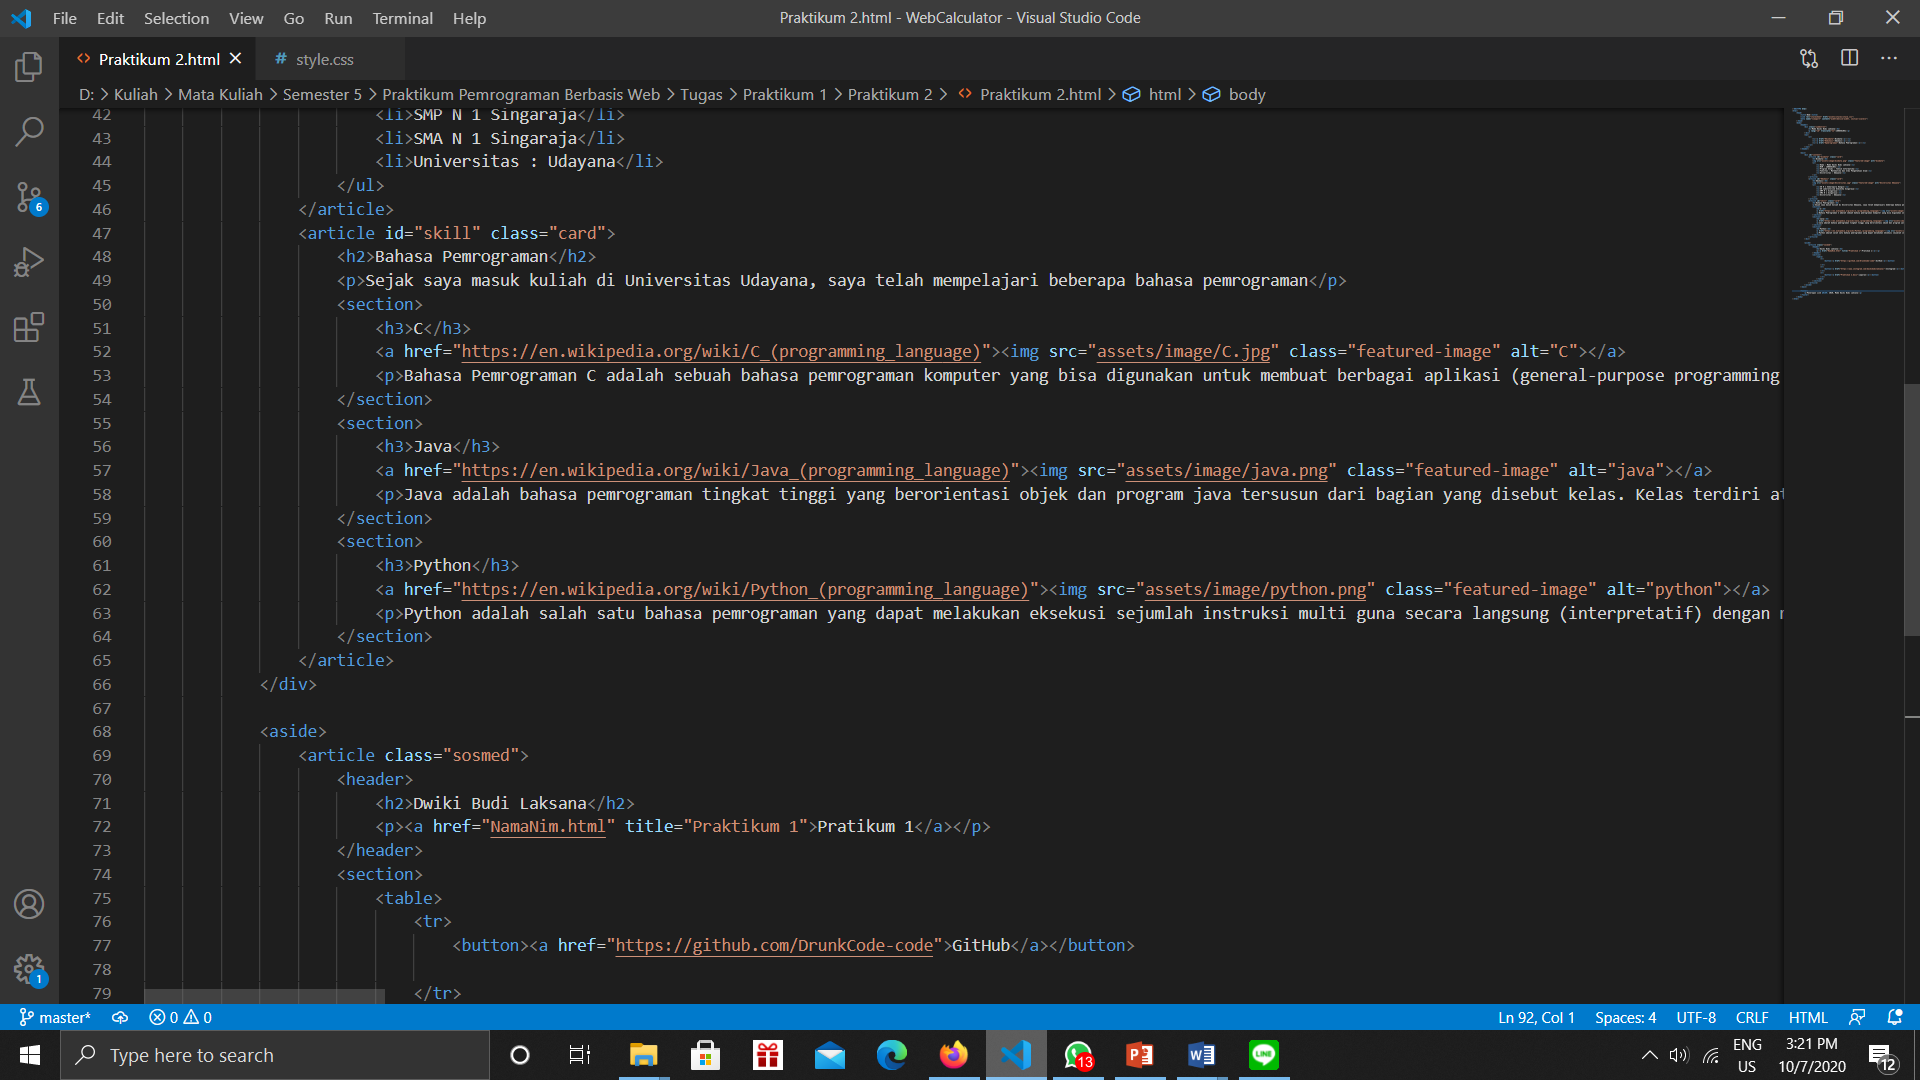 File Edit Selection View Go Run Terminal Help
Praktikum 2.html - WebCalculator - Visual Studio Code
Praktikum 2.html
# style.css
D: > Kuliah > Mata Kuliah > Semester 5 > Praktikum Pemrograman Berbasis Web > Tugas > Praktikum 1 > Praktikum 2 > Praktikum 2.html > html > body
42 <li>SMP N 1 Singaraja</li>
43 <li>SMA N 1 Singaraja</li>
44 <li>Universitas : Udayana</li>
45 </ul>
46 </article>
47 <article id="skill" class="card">
48 <h2>Bahasa Pemrograman</h2>
49 <p>Sejak saya masuk kuliah di Universitas Udayana, saya telah mempelajari beberapa bahasa pemrograman</p>
50 <section>
51 <h3>C</h3>
52 <a href="https://en.wikipedia.org/wiki/C_(programming_language)"><img src="assets/image/C.jpg" class="featured-image" alt="C"></a>
53 <p>Bahasa Pemrograman C adalah sebuah bahasa pemrograman komputer yang bisa digunakan untuk membuat berbagai aplikasi (general-purpose programming
54 </section>
55 <section>
56 <h3>Java</h3>
57 <a href="https://en.wikipedia.org/wiki/Java_(programming_language)"><img src="assets/image/java.png" class="featured-image" alt="java"></a>
58 <p>Java adalah bahasa pemrograman tingkat tinggi yang berorientasi objek dan program java tersusun dari bagian yang disebut kelas. Kelas terdiri
59 </section>
60 <section>
61 <h3>Python</h3>
62 <a href="https://en.wikipedia.org/wiki/Python_(programming_language)"><img src="assets/image/python.png" class="featured-image" alt="python"></a>
63 <p>Python adalah salah satu bahasa pemrograman yang dapat melakukan eksekusi sejumlah instruksi multi guna secara langsung (interpretatif) dengan
64 </section>
65 </article>
66 </div>
67
68 <aside>
69 <article class="sosmed">
70 <header>
71 <h2>Dwiki Budi Laksana</h2>
72 <p><a href="NamaNim.html" title="Praktikum 1">Pratikum 1</a></p>
73 </header>
74 <section>
75 <table>
76 <tr>
77 <button><a href="https://github.com/DrunkCode-code">GitHub</a></button>
78
79 </tr>
6
1
master* 0 0
Ln 92, Col 1 Spaces: 4 UTF-8 CRLF HTML
Type here to search
13
LINE
ENG
US
3:21 PM
10/7/2020
12